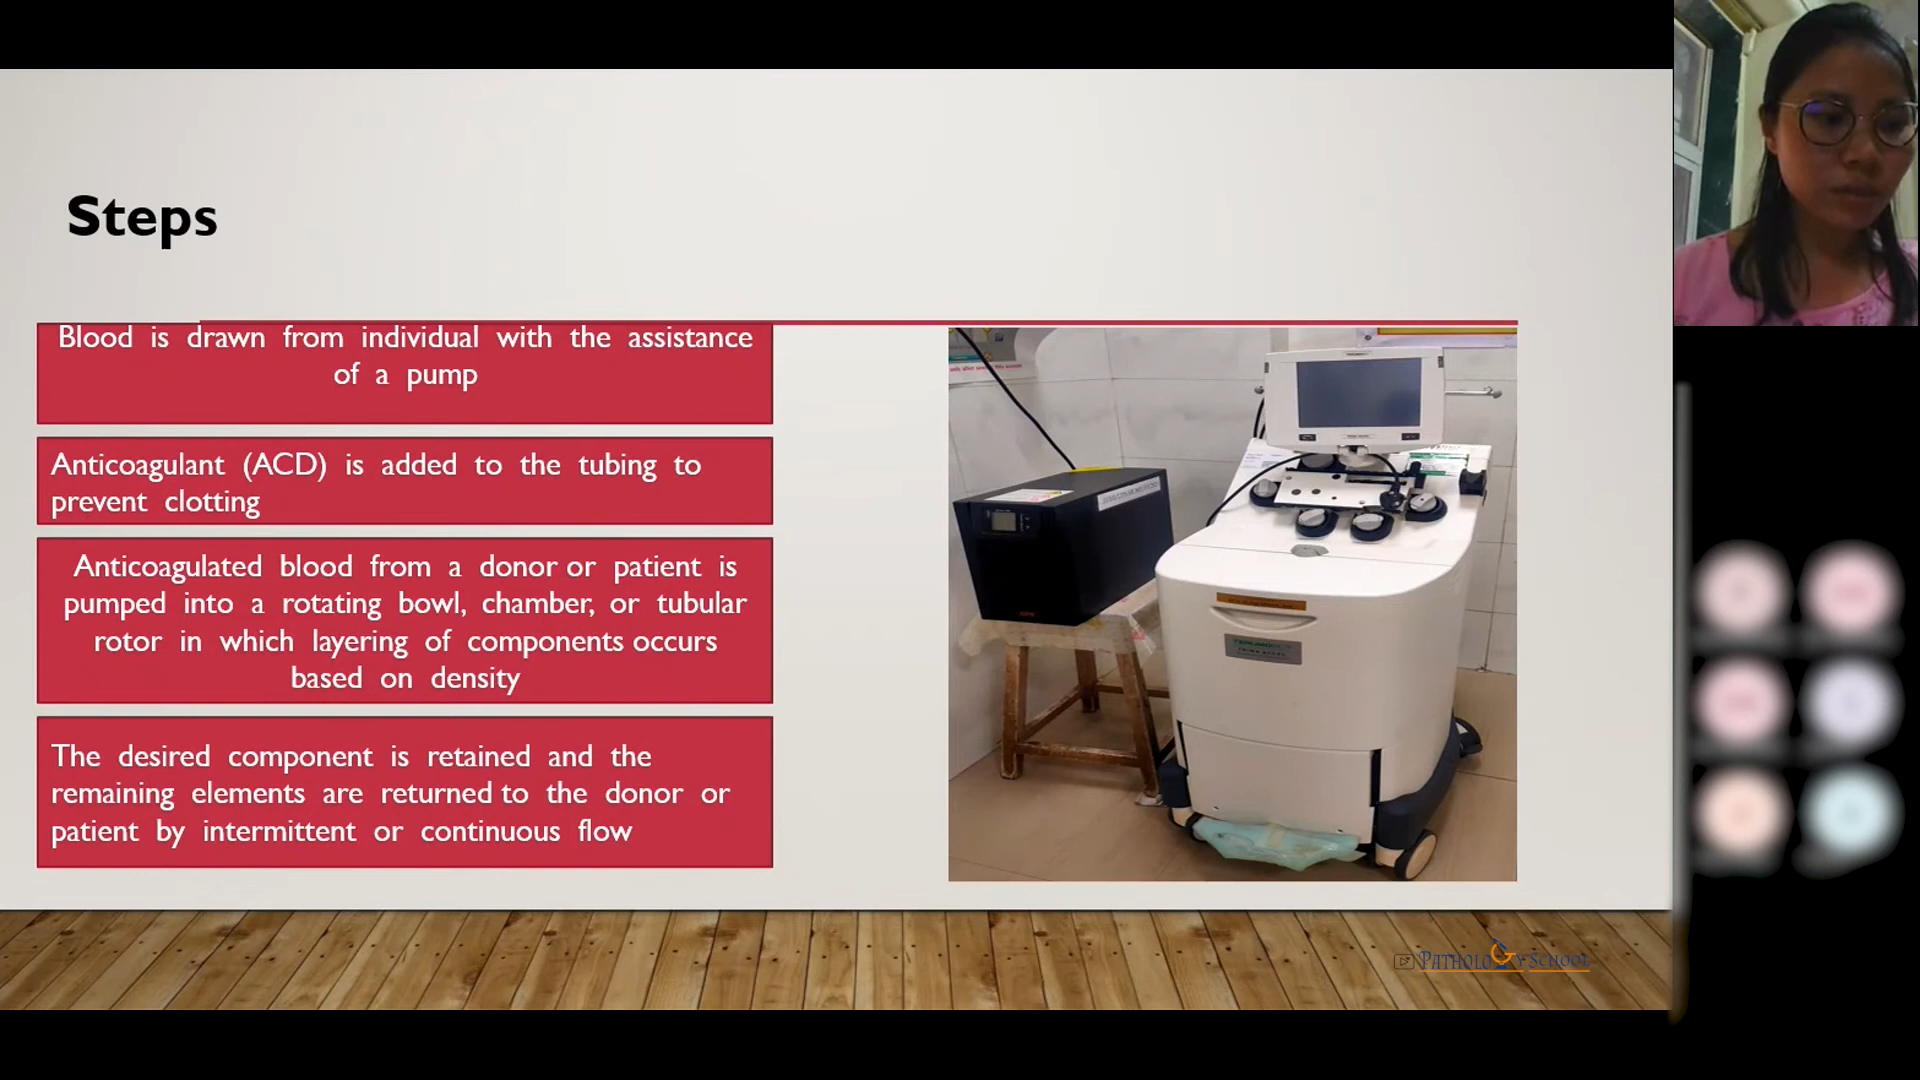 Steps
Blood is drawn from individual with the assistance
of a pump
Anticoagulant (ACD) is added to the tubing to
prevent clotting
Anticoagulated blood from a donor or patient is
pumped into a rotating bowl, chamber, or tubular
rotor in which layering of components occurs
based on density
The desired component is retained and the
remaining elements are returned to the donor or
patient by intermittent or continuous flow
PATHOLOGY SCHOOL